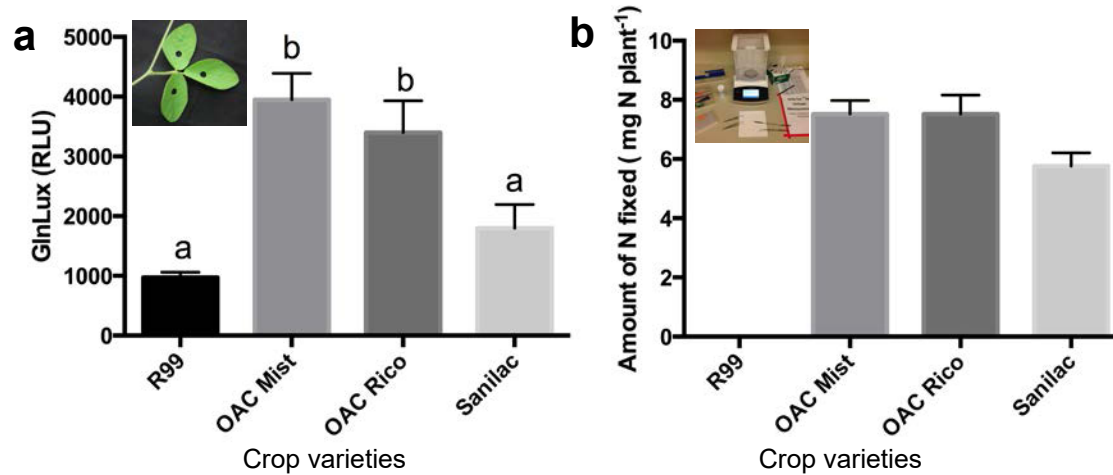 a
GlnLux (RLU)
5000
4000
3000
2000
1000
0
a
b
b
a
R99
OAC Mist
OAC Rico
Sanilac
Crop varieties
b
Amount of N fixed ( mg N plant⁻¹)
10
8
6
4
2
0
R99
OAC Mist
OAC Rico
Sanilac
Crop varieties